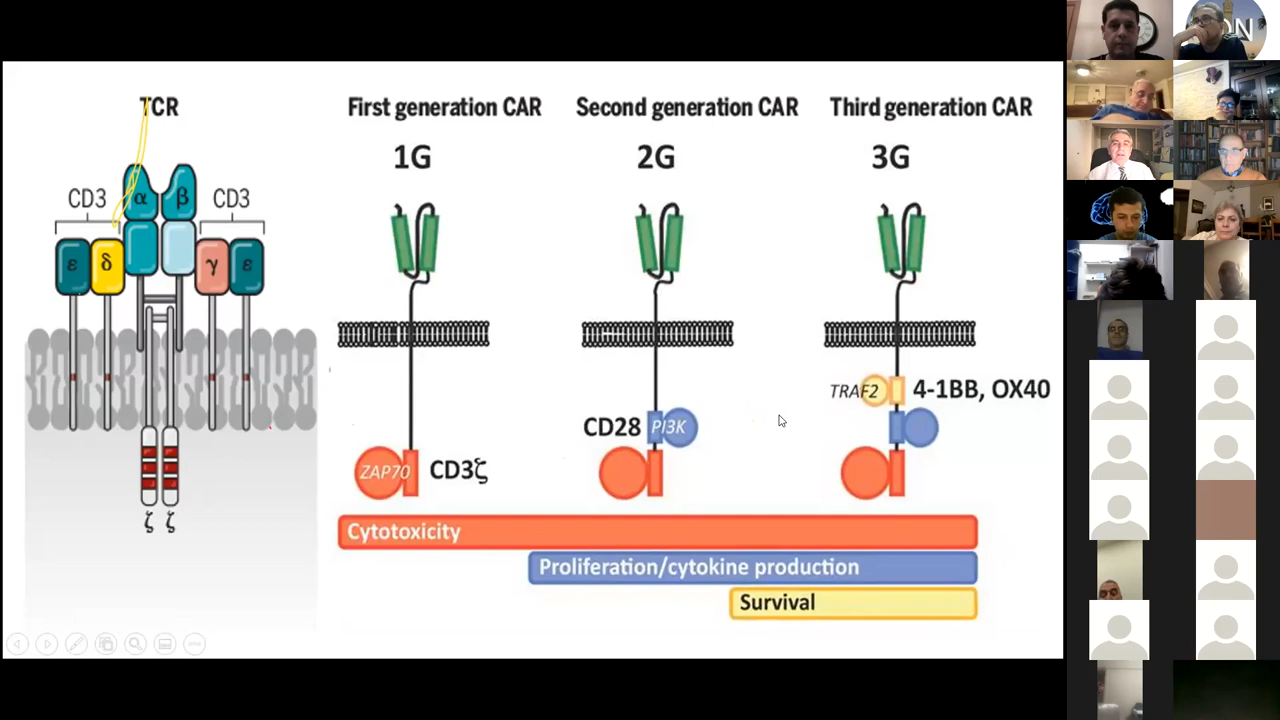 TCR
CD3
CD3
α
β
ε
δ
γ
ε
ζ ζ
First generation CAR
1G
ZAP70
CD3ζ
Second generation CAR
2G
CD28
PI3K
Third generation CAR
3G
TRAF2
4-1BB, OX40
Cytotoxicity
Proliferation/cytokine production
Survival